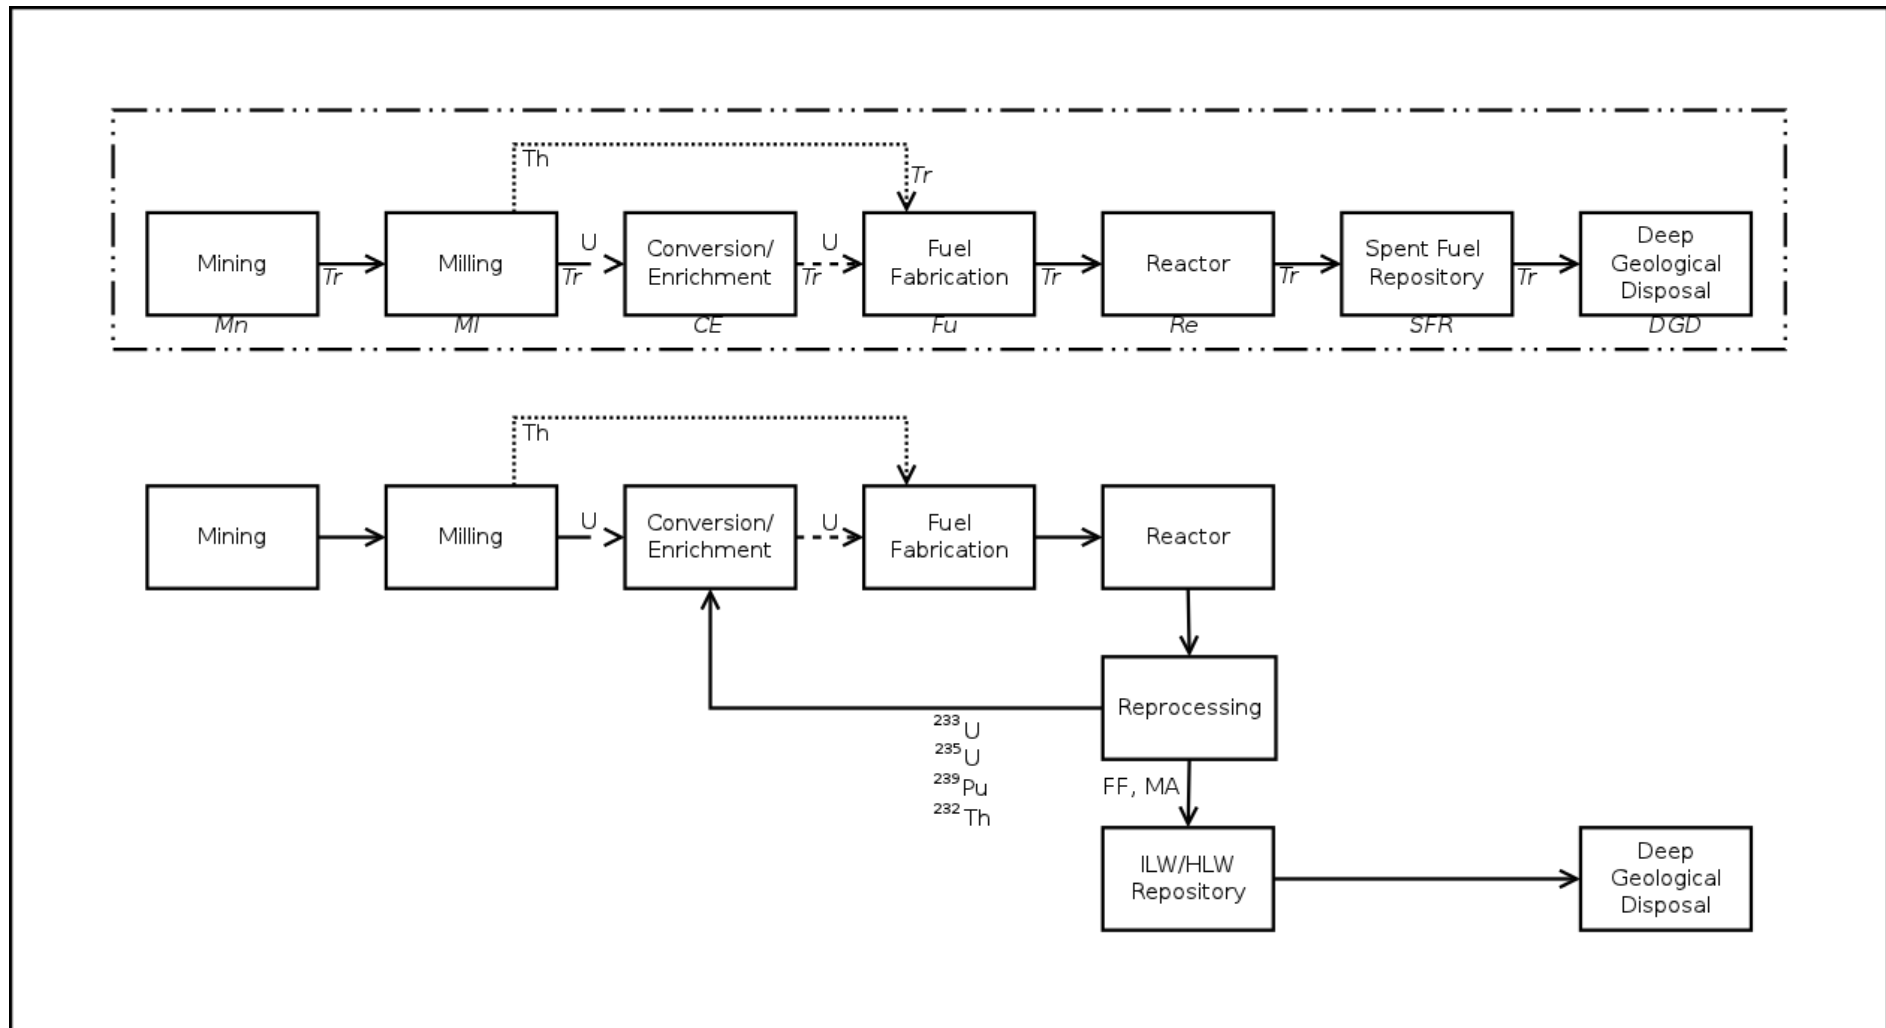 Th
Tr
Mining
Tr
Milling
U
Tr
Conversion/
Enrichment
U
Tr
Fuel
Fabrication
Tr
Reactor
Tr
Spent Fuel
Repository
Tr
Deep
Geological
Disposal
Mn
Ml
CE
Fu
Re
SFR
DGD
Th
Mining
Milling
U
Conversion/
Enrichment
U
Fuel
Fabrication
Reactor
Reprocessing
²³³U
²³⁵U
²³⁹Pu
²³²Th
FF, MA
ILW/HLW
Repository
Deep
Geological
Disposal